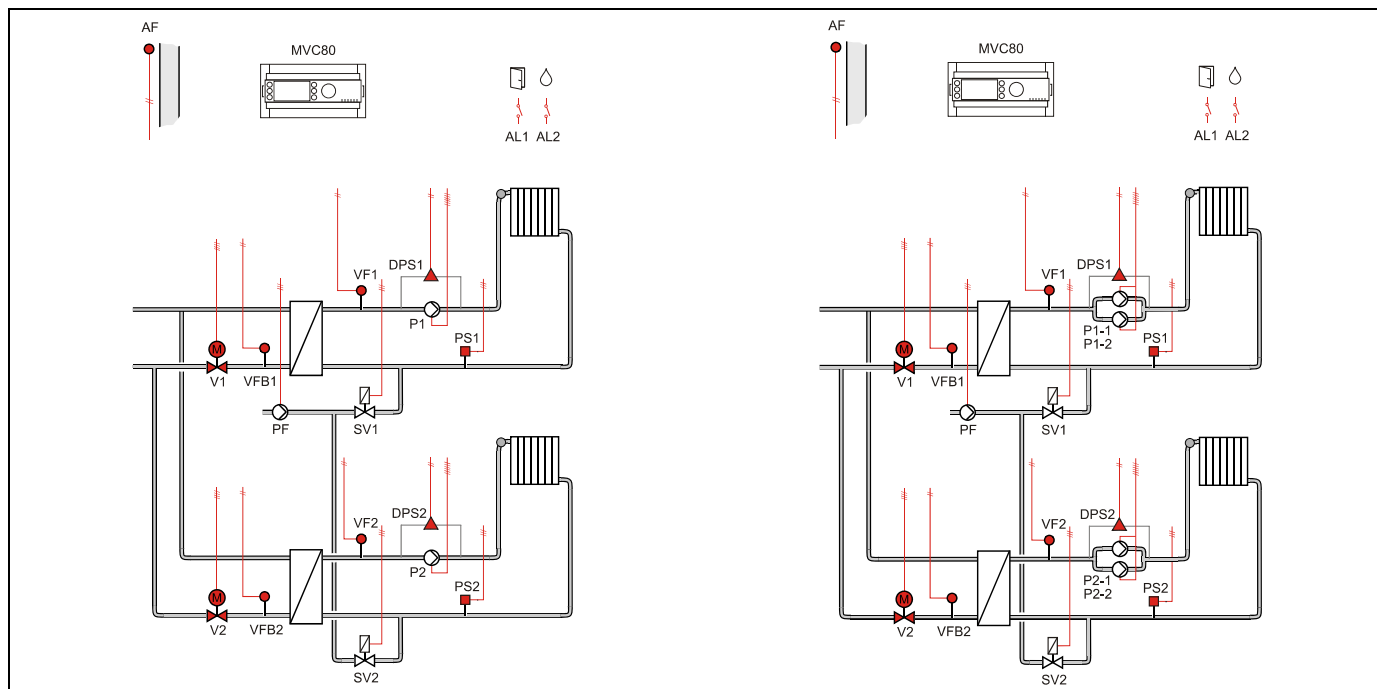 AF
MVC80
AL1 AL2
DPS1
VF1
P1
PS1
M
V1
VFB1
PF
SV1
DPS2
VF2
P2
PS2
M
V2
VFB2
SV2
AF
MVC80
AL1 AL2
DPS1
VF1
P1-1
P1-2
PS1
M
V1
VFB1
PF
SV1
DPS2
VF2
P2-1
P2-2
PS2
M
V2
VFB2
SV2